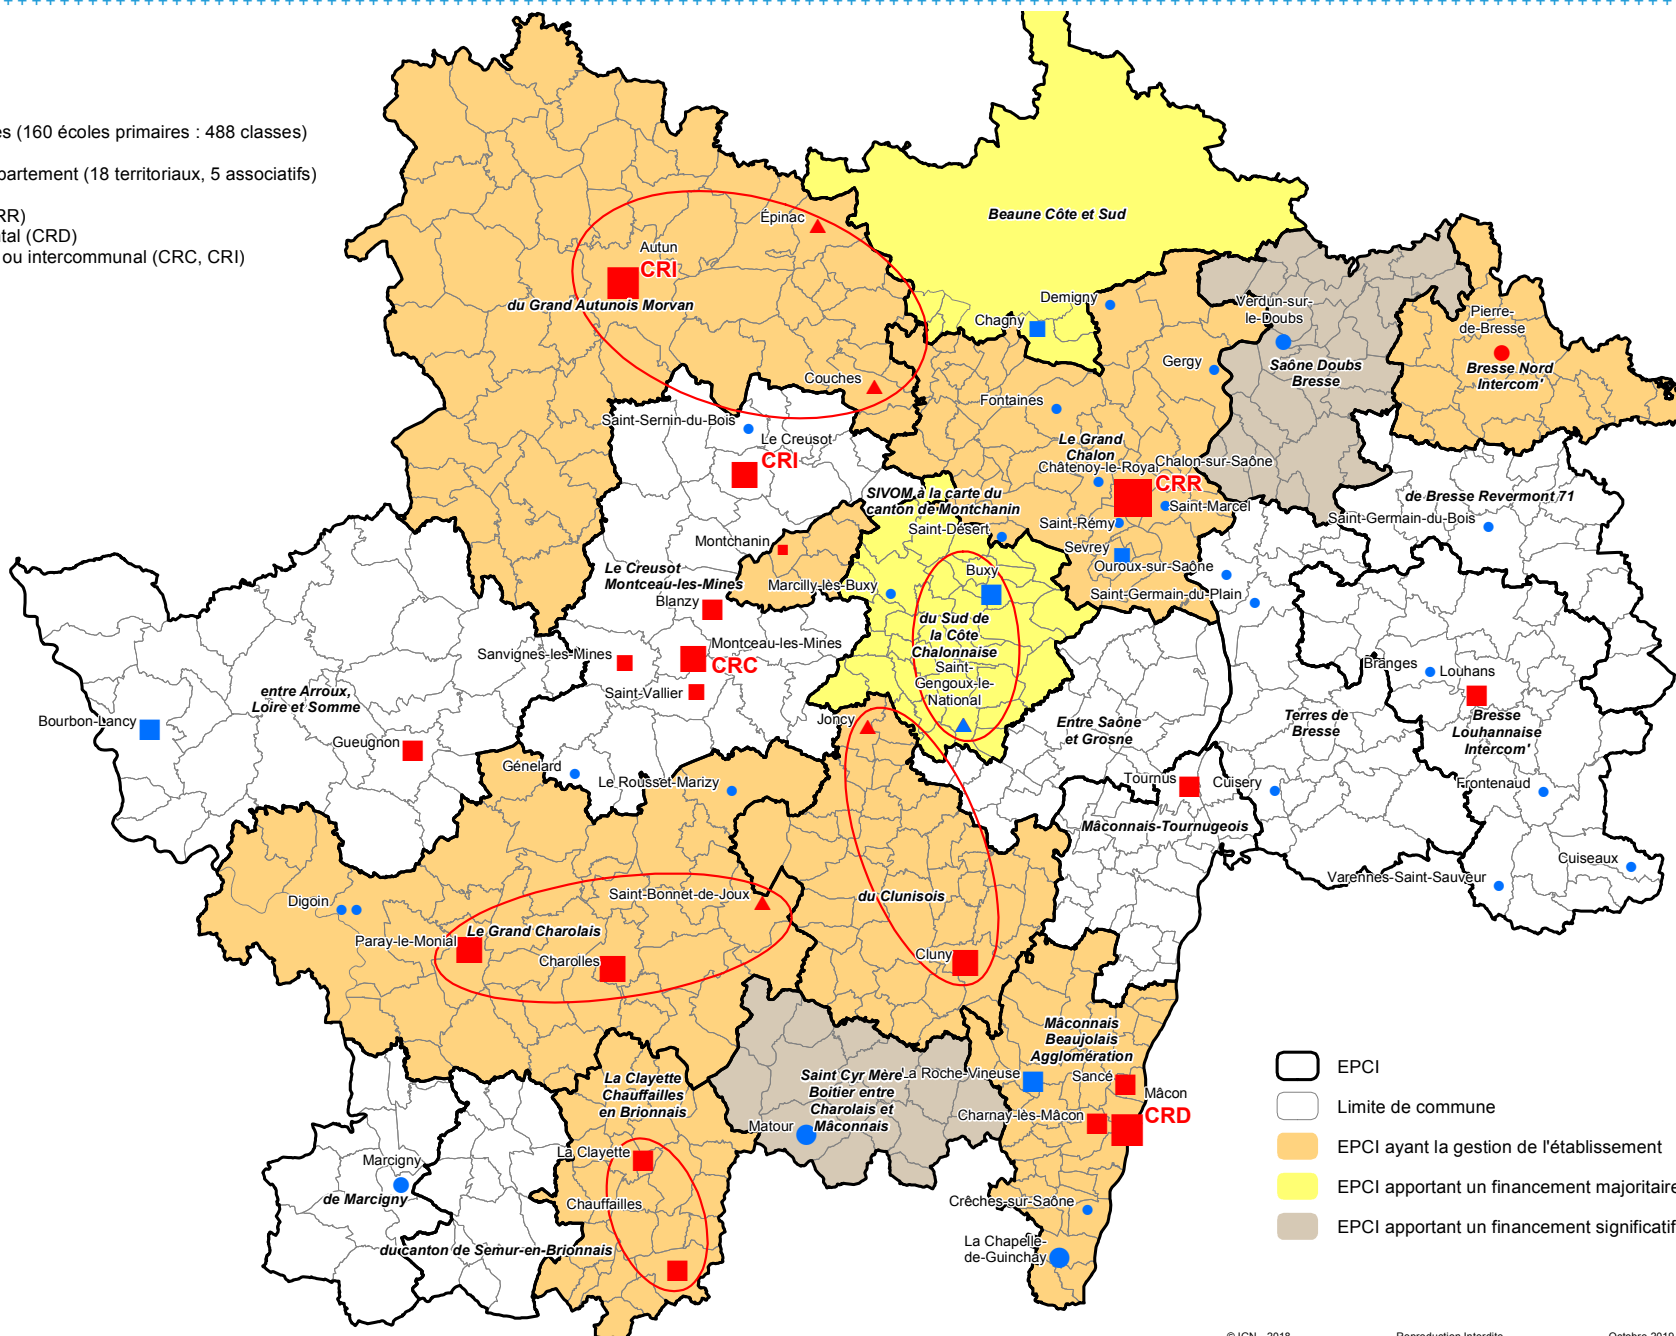 es (160 écoles primaires : 488 classes)
partement (18 territoriaux, 5 associatifs)
RR)
ntal (CRD)
ou intercommunal (CRC, CRI)
Épinac
Autun
CRI
du Grand Autunois Morvan
Couches
Beaune Côte et Sud
Demigny
Chagny
Verdun-sur-
le-Doubs
Saône Doubs
Bresse
Pierre-
de-Bresse
Bresse Nord
Intercom'
Gergy
Fontaines
Le Grand
Chalon
Châtenoy-le-Royal
Chalon-sur-Saône
CRR
Saint-Marcel
Saint-Rémy
Sevrey
Ouroux-sur-Saône
Saint-Germain-du-Plain
de Bresse Revermont 71
Saint-Germain-du-Bois
Saint-Sernin-du-Bois
Le Creusot
CRI
SIVOM à la carte du
canton de Montchanin
Saint-Désert
Montchanin
Le Creusot
Montceau-les-Mines
Marcilly-lès-Buxy
Buxy
Blanzy
du Sud de
la Côte
Chalonnaise
Saint-
Gengoux-le-
National
Montceau-les-Mines
CRC
Sanvignes-les-Mines
Saint-Vallier
entre Arroux,
Loire et Somme
Bourbon-Lancy
Gueugnon
Joncy
Entre Saône
et Grosne
Branges
Louhans
Terres de
Bresse
Bresse
Louhannaise
Intercom'
Génelard
Le Rousset-Marizy
Tournus
Cuisery
Frontenaud
Mâconnais-Tournugeois
Cuiseaux
Varennes-Saint-Sauveur
Digoin
Saint-Bonnet-de-Joux
du Clunisois
Paray-le-Monial
Le Grand Charolais
Charolles
Cluny
Mâconnais
Beaujolais
Agglomération
La Clayette
Chauffailles
en Brionnais
Saint Cyr Mère
Boitier entre
Charolais et
Mâconnais
La Roche-Vineuse
Sancé
Mâcon
CRD
Charnay-lès-Mâcon
Matour
Marcigny
de Marcigny
La Clayette
Chauffailles
du canton de Semur-en-Brionnais
Crêches-sur-Saône
La Chapelle-
de-Guinchay
EPCI
Limite de commune
EPCI ayant la gestion de l'établissement
EPCI apportant un financement majoritaire
EPCI apportant un financement significatif
© IGN - 2018
Reproduction Interdite
Octobre 2019